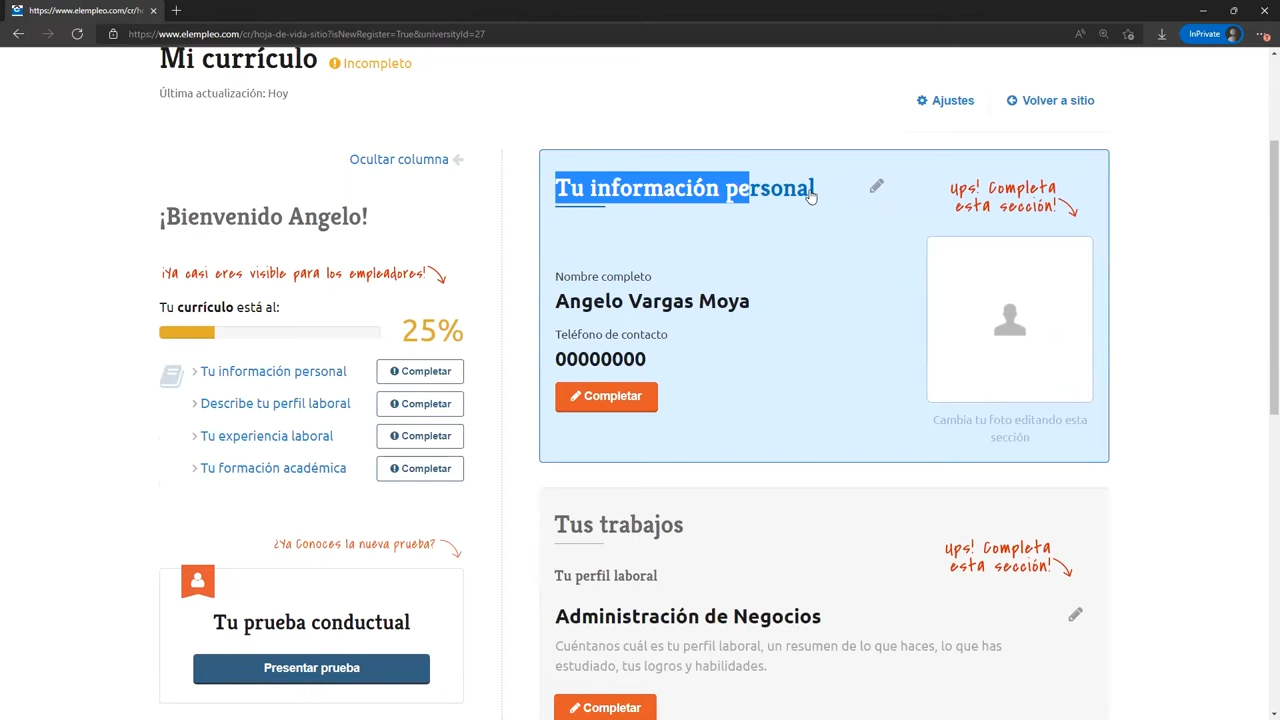 https://www.elempleo.com/cr/h
https://www.elempleo.com/cr/hoja-de-vida-sitio?isNewRegister=True&universityId=27
InPrivate
Mi currículo
Incompleto
Última actualización: Hoy
Ajustes
Volver a sitio
Ocultar columna
¡Bienvenido Angelo!
¡Ya casi eres visible para los empleadores!
Tu currículo está al:
25%
Tu información personal
Completar
Describe tu perfil laboral
Completar
Tu experiencia laboral
Completar
Tu formación académica
Completar
¿Ya Conoces la nueva prueba?
Tu prueba conductual
Presentar prueba
Tu información personal
Ups! Completa
esta sección!
Nombre completo
Angelo Vargas Moya
Teléfono de contacto
00000000
Completar
Cambia tu foto editando esta
sección
Tus trabajos
Ups! Completa
esta sección!
Tu perfil laboral
Administración de Negocios
Cuéntanos cuál es tu perfil laboral, un resumen de lo que haces, lo que has
estudiado, tus logros y habilidades.
Completar